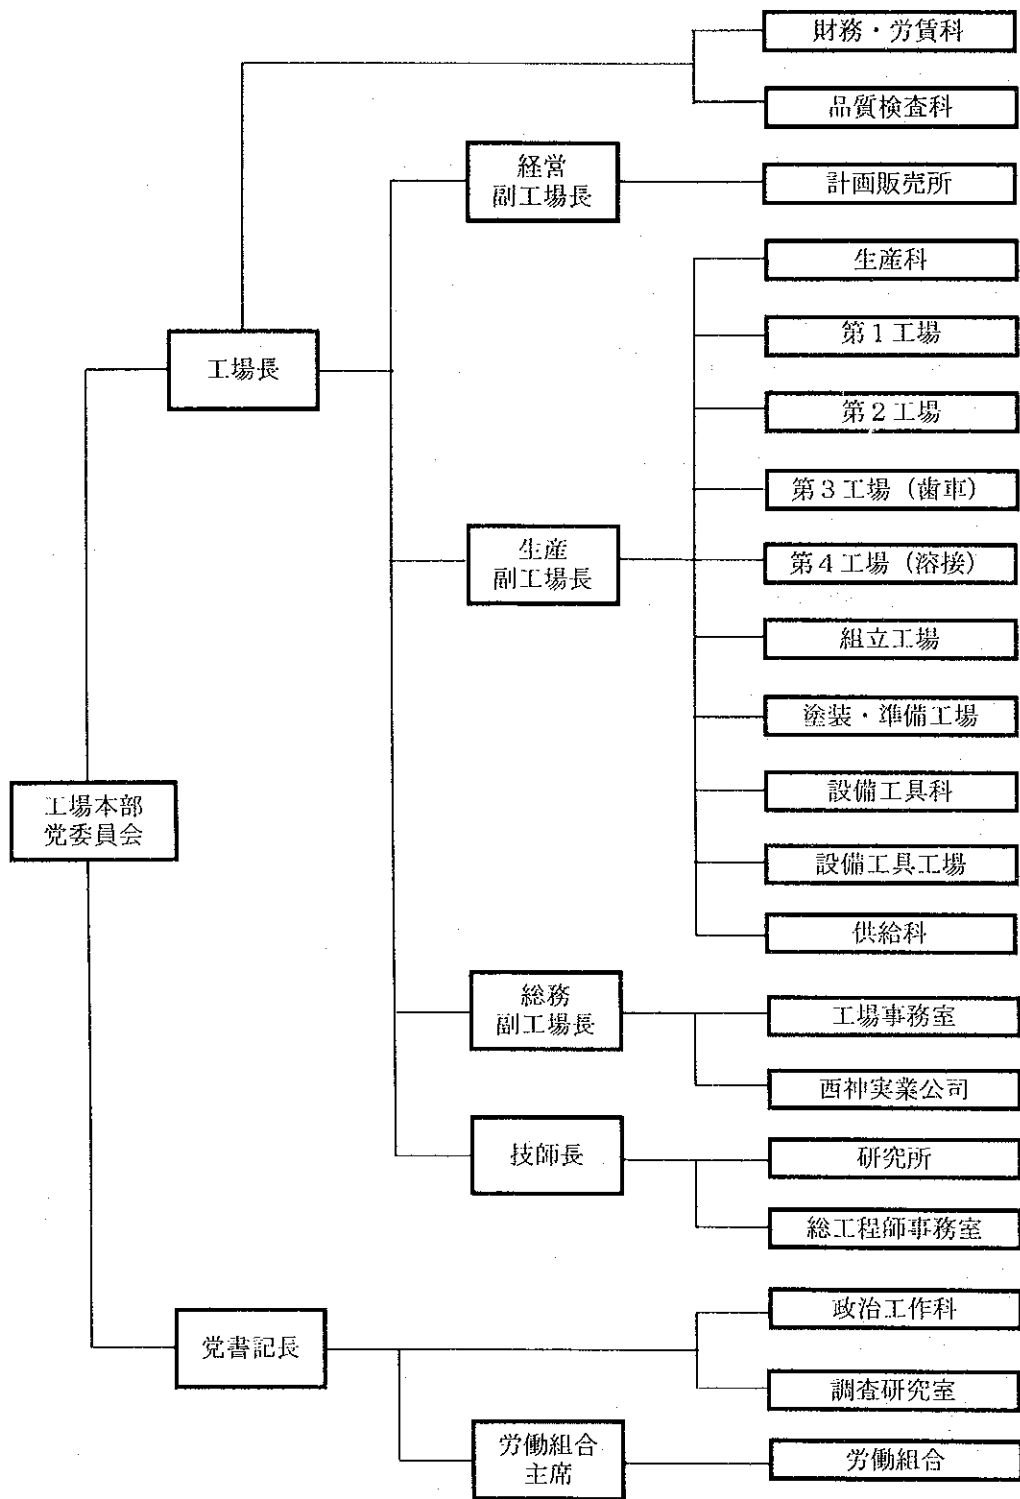 財務・労賃科
品質検査科
経営
副工場長
計画販売所
生産科
第1工場
工場長
第2工場
第3工場（歯車）
生産
副工場長
第4工場（溶接）
組立工場
塗装・準備工場
設備工具科
工場本部
党委員会
設備工具工場
供給科
総務
副工場長
工場事務室
西神実業公司
技師長
研究所
総工程師事務室
政治工作科
党書記長
調査研究室
労働組合
主席
労働組合